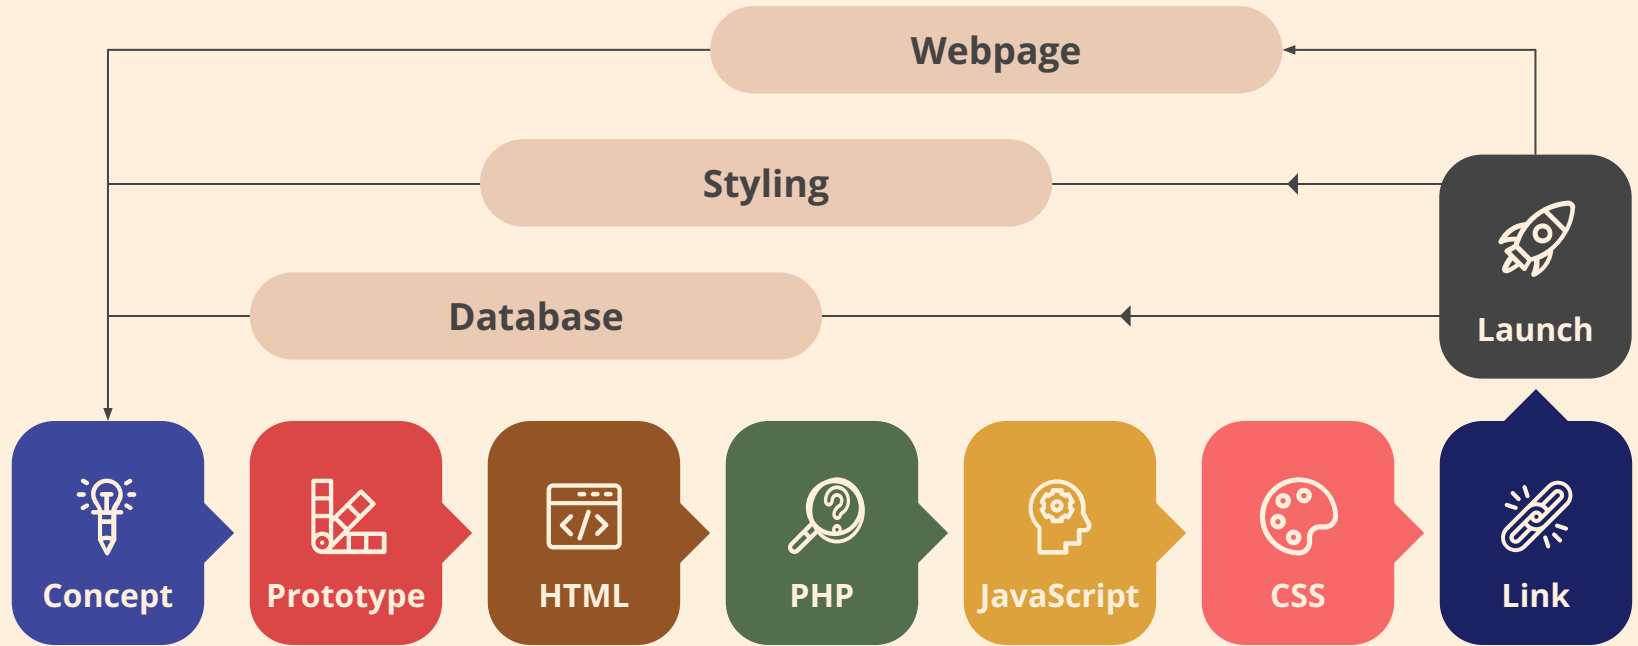 Webpage
Styling
Database
Launch
Concept
Prototype
HTML
PHP
JavaScript
CSS
Link